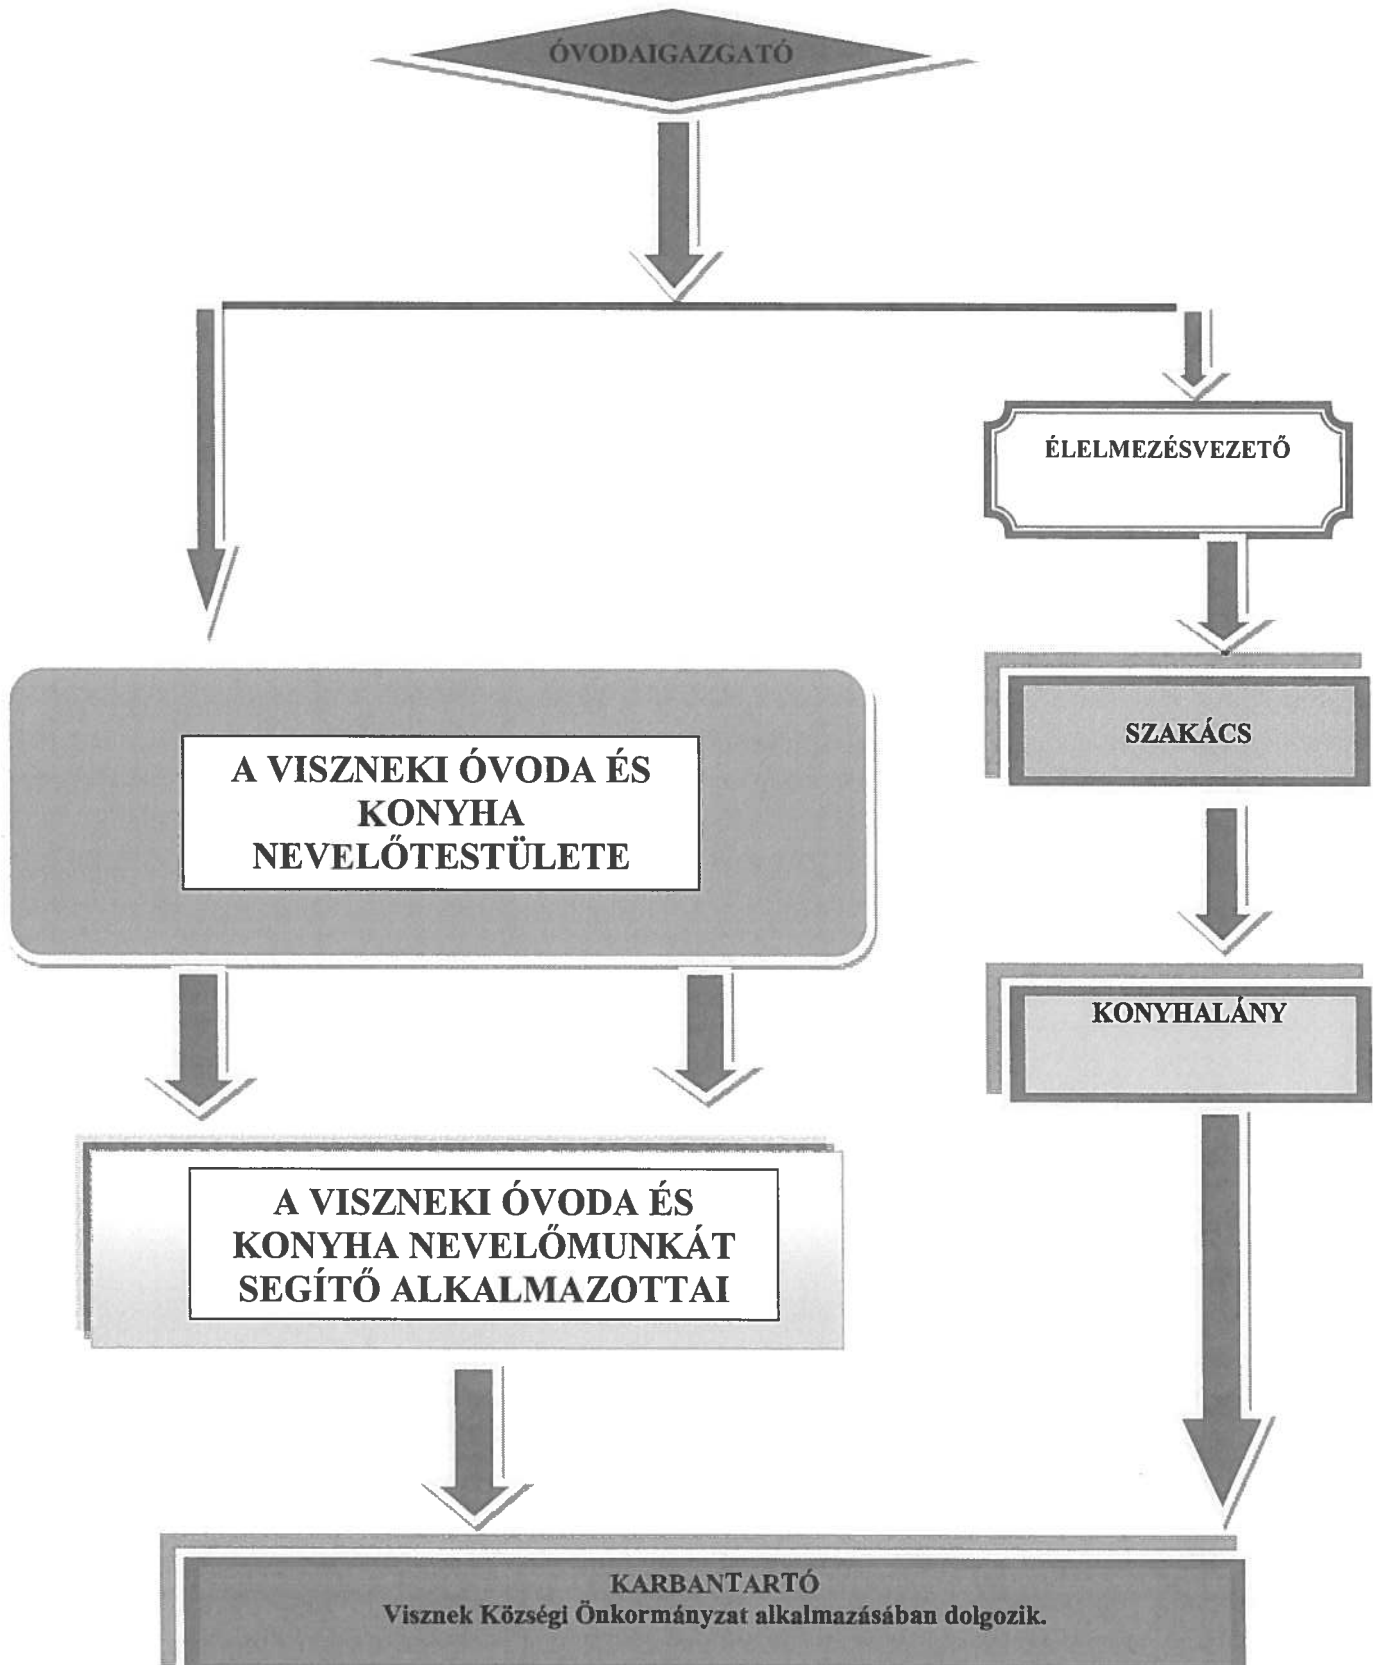 ÓVODAIGAZGATÓ
ÉLELMEZÉSVEZETŐ
SZAKÁCS
A VISZNEKI ÓVODA ÉS
KONYHA
NEVELŐTESTÜLETE
KONYHALÁNY
A VISZNEKI ÓVODA ÉS
KONYHA NEVELŐMUNKÁT
SEGÍTŐ ALKALMAZOTTAI
KARBANTARTÓ
Visznek Községi Önkormányzat alkalmazásában dolgozik.